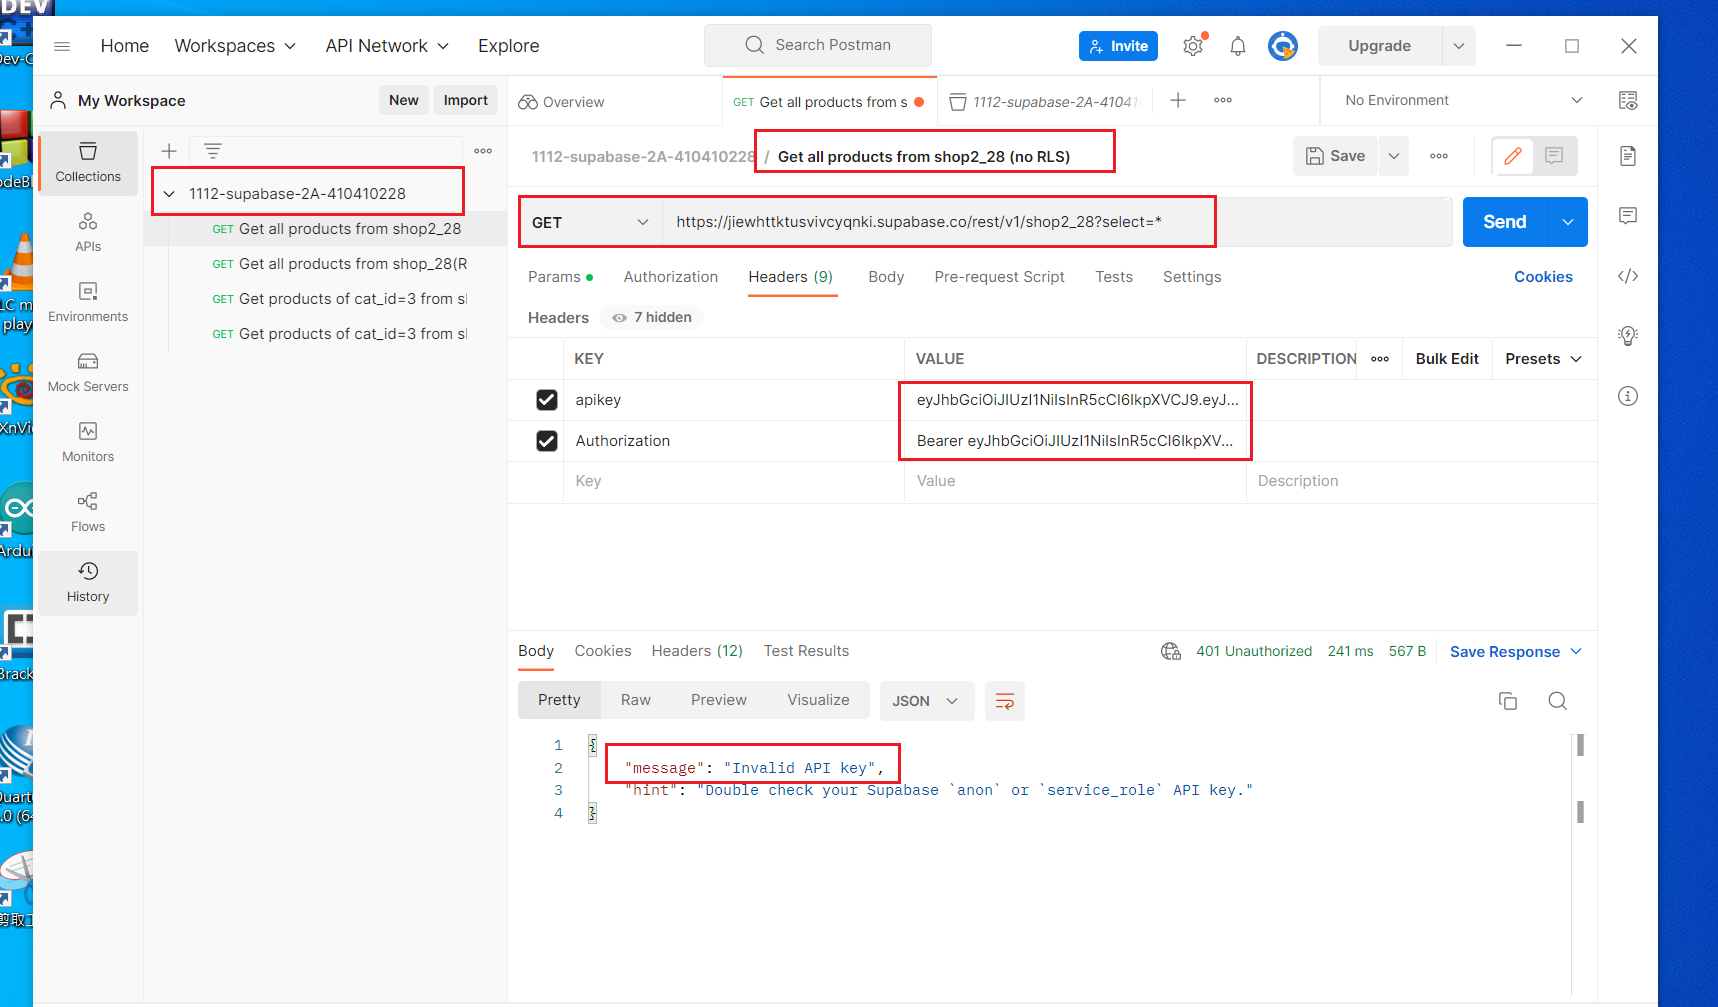 DEV
Dev-C
Home
Workspaces
API Network
Explore
Search Postman
Invite
Upgrade
My Workspace
New
Import
Overview
GET Get all products from s
1112-supabase-2A-41041
No Environment
Collections
APIs
Environments
Mock Servers
Monitors
Flows
History
1112-supabase-2A-410410228
GET Get all products from shop2_28
GET Get all products from shop_28(R
GET Get products of cat_id=3 from sl
GET Get products of cat_id=3 from sl
1112-supabase-2A-410410228 / Get all products from shop2_28 (no RLS)
Save
GET
https://jiewhttktusvivcyqnki.supabase.co/rest/v1/shop2_28?select=*
Send
Params
Authorization
Headers (9)
Body
Pre-request Script
Tests
Settings
Cookies
Headers
7 hidden
KEY
VALUE
DESCRIPTION
Bulk Edit
Presets
apikey
eyJhbGciOiJIUzI1NiIsInR5cCI6IkpXVCJ9.eyJ...
Authorization
Bearer eyJhbGciOiJIUzI1NiIsInR5cCI6IkpXV...
Key
Value
Description
Body
Cookies
Headers (12)
Test Results
401 Unauthorized
241 ms
567 B
Save Response
Pretty
Raw
Preview
Visualize
JSON
1 {
2 "message": "Invalid API key",
3 "hint": "Double check your Supabase `anon` or `service_role` API key."
4 }
odeBl
LC m
play
XnVi
Ardui
Brack
Quart
.0 (64
剪取工